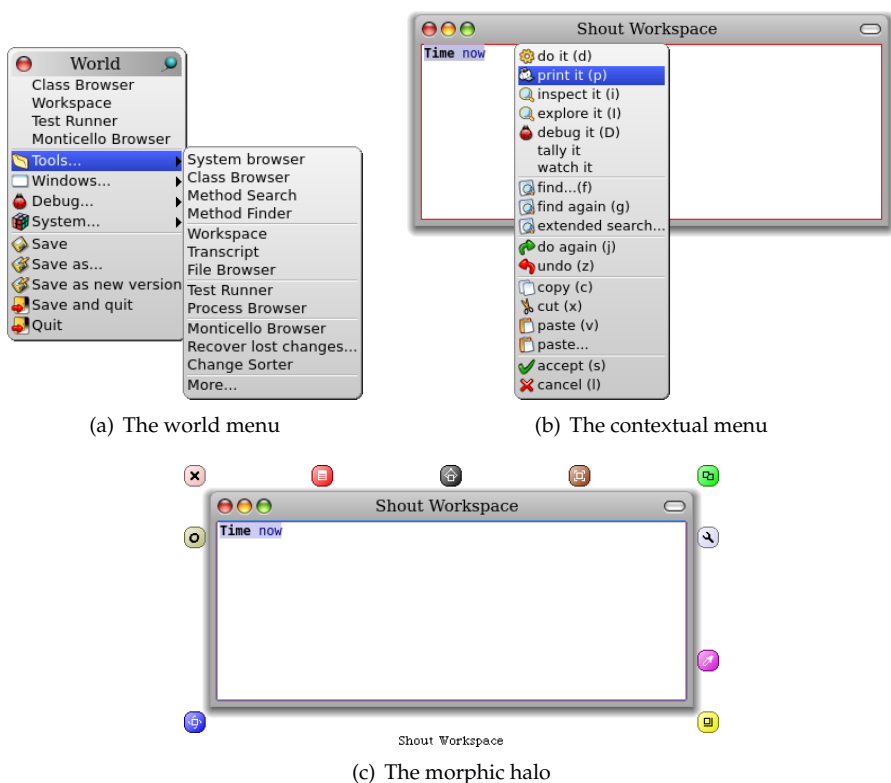 World
Class Browser
Workspace
Test Runner
Monticello Browser
Tools...
Windows...
Debug...
System...
Save
Save as...
Save as new version
Save and quit
Quit
System browser
Class Browser
Method Search
Method Finder
Workspace
Transcript
File Browser
Test Runner
Process Browser
Monticello Browser
Recover lost changes...
Change Sorter
More...
(a) The world menu
Shout Workspace
Time now
do it (d)
print it (p)
inspect it (i)
explore it (I)
debug it (D)
tally it
watch it
find...(f)
find again (g)
extended search...
do again (j)
undo (z)
copy (c)
cut (x)
paste (v)
paste...
accept (s)
cancel (l)
(b) The contextual menu
Shout Workspace
Time now
Shout Workspace
(c) The morphic halo